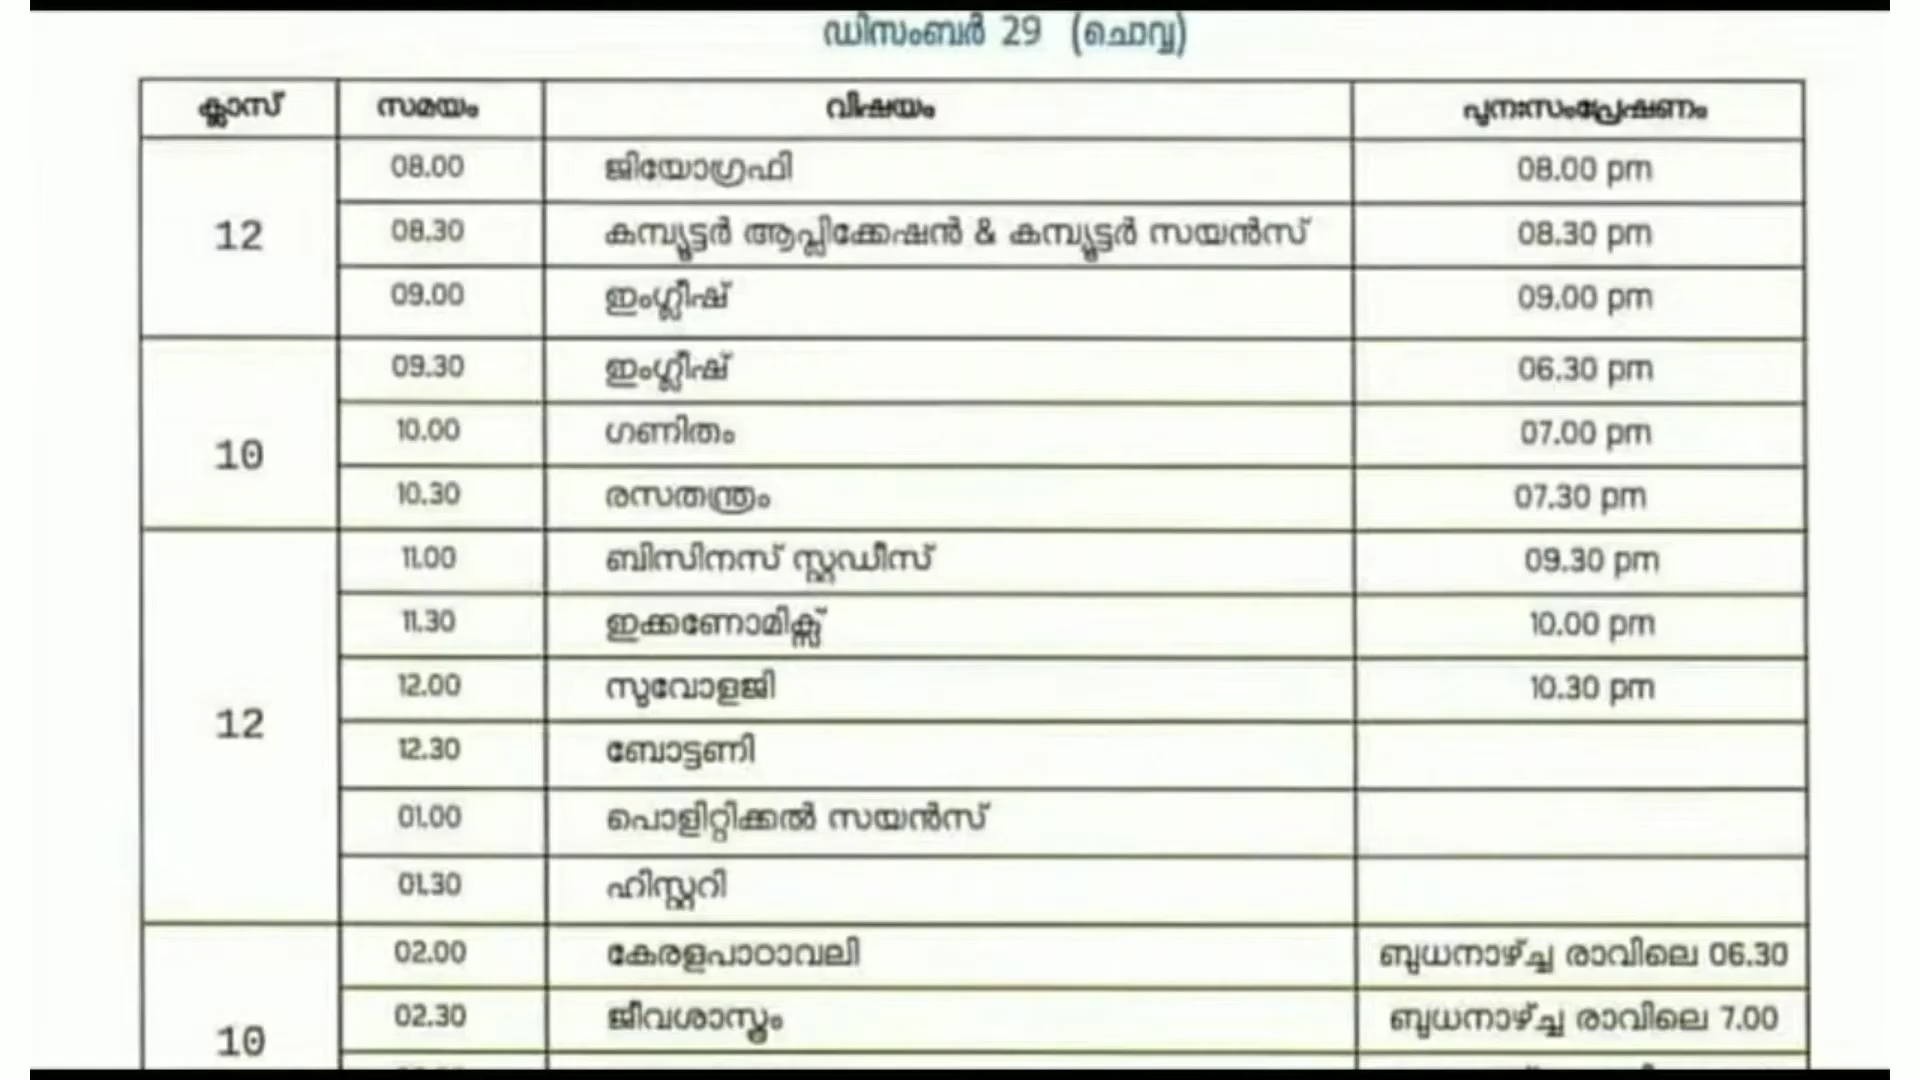 ഡിസംബർ 29 (ചൊവ്വ)
ക്ലാസ് സമയം വിഷയം പുനഃസംപ്രേഷണം
12
08.00 ജിയോഗ്രഫി 08.00 pm
08.30 കമ്പ്യൂട്ടർ ആപ്ലിക്കേഷൻ & കമ്പ്യൂട്ടർ സയൻസ് 08.30 pm
09.00 ഇംഗ്ലീഷ് 09.00 pm
10
09.30 ഇംഗ്ലീഷ് 06.30 pm
10.00 ഗണിതം 07.00 pm
10.30 രസതന്ത്രം 07.30 pm
12
11.00 ബിസിനസ് സ്റ്റഡീസ് 09.30 pm
11.30 ഇക്കണോമിക്സ് 10.00 pm
12.00 സുവോളജി 10.30 pm
12.30 ബോട്ടണി
01.00 പൊളിറ്റിക്കൽ സയൻസ്
01.30 ഹിസ്റ്ററി
10
02.00 കേരളപാഠാവലി ബുധനാഴ്ച്ച രാവിലെ 06.30
02.30 ജീവശാസ്ത്രം ബുധനാഴ്ച്ച രാവിലെ 7.00